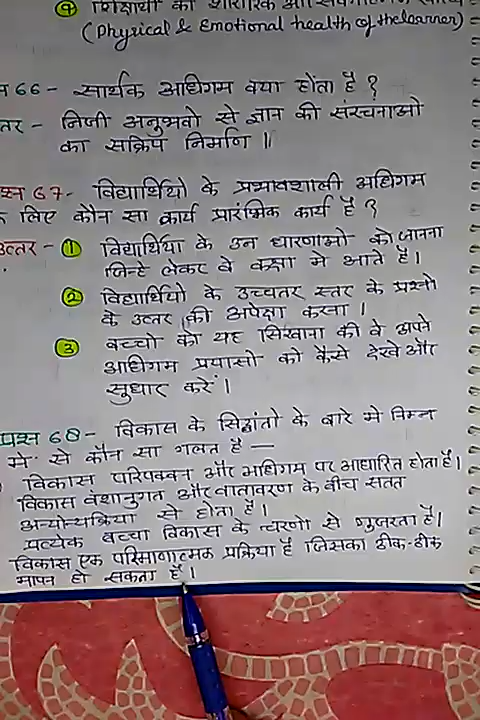 9 शिक्षार्थी का शारीरिक और
(Physical & Emotional health of the learner)
66 - सार्थक अधिगम क्या होता है ?
तर - निजी अनुभवो से ज्ञान की संरचनाओ
का सक्रिय निर्माण ॥
श्न 67- विद्यार्थियो के प्रभावशाली अधिगम
के लिए कौन सा कार्य प्रारंभिक कार्य है ?
उत्तर - 1 विद्यार्थियो के उन धारणाओ को जानना
जिन्हे लेकर वे कक्षा मे आते है।
2 विद्यार्थियो के उच्चतर स्तर के प्रश्नो
के उत्तर की अपेक्षा करना ।
3 बच्चो को यह सिखाना की वे अपने
अधिगम प्रयासो को कैसे देखे और
सुधार करें ।
प्रश्न 68- विकास के सिद्धांतो के बारे मे निम्न
मे से कौन सा गलत है —
विकास परिपक्वन और अधिगम पर आधारित होता है।
विकास वंशानुगत और वातावरण के बीच सतत
अन्योन्यक्रिया से होता है।
प्रत्येक बच्चा विकास के चरणो से गुजरता है।
विकास एक परिमाणात्मक प्रक्रिया है जिसका ठीक-ठीक
मापन हो सकता है।